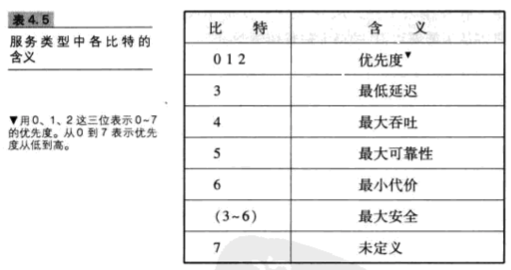 表4.5
服务类型中各比特的
含义
▼用0、1、2这三位表示0~7
的优先度。从0到7表示优先
度从低到高。
比 特 含 义
0 1 2 优先度▼
3 最低延迟
4 最大吞吐
5 最大可靠性
6 最小代价
(3~6) 最大安全
7 未定义